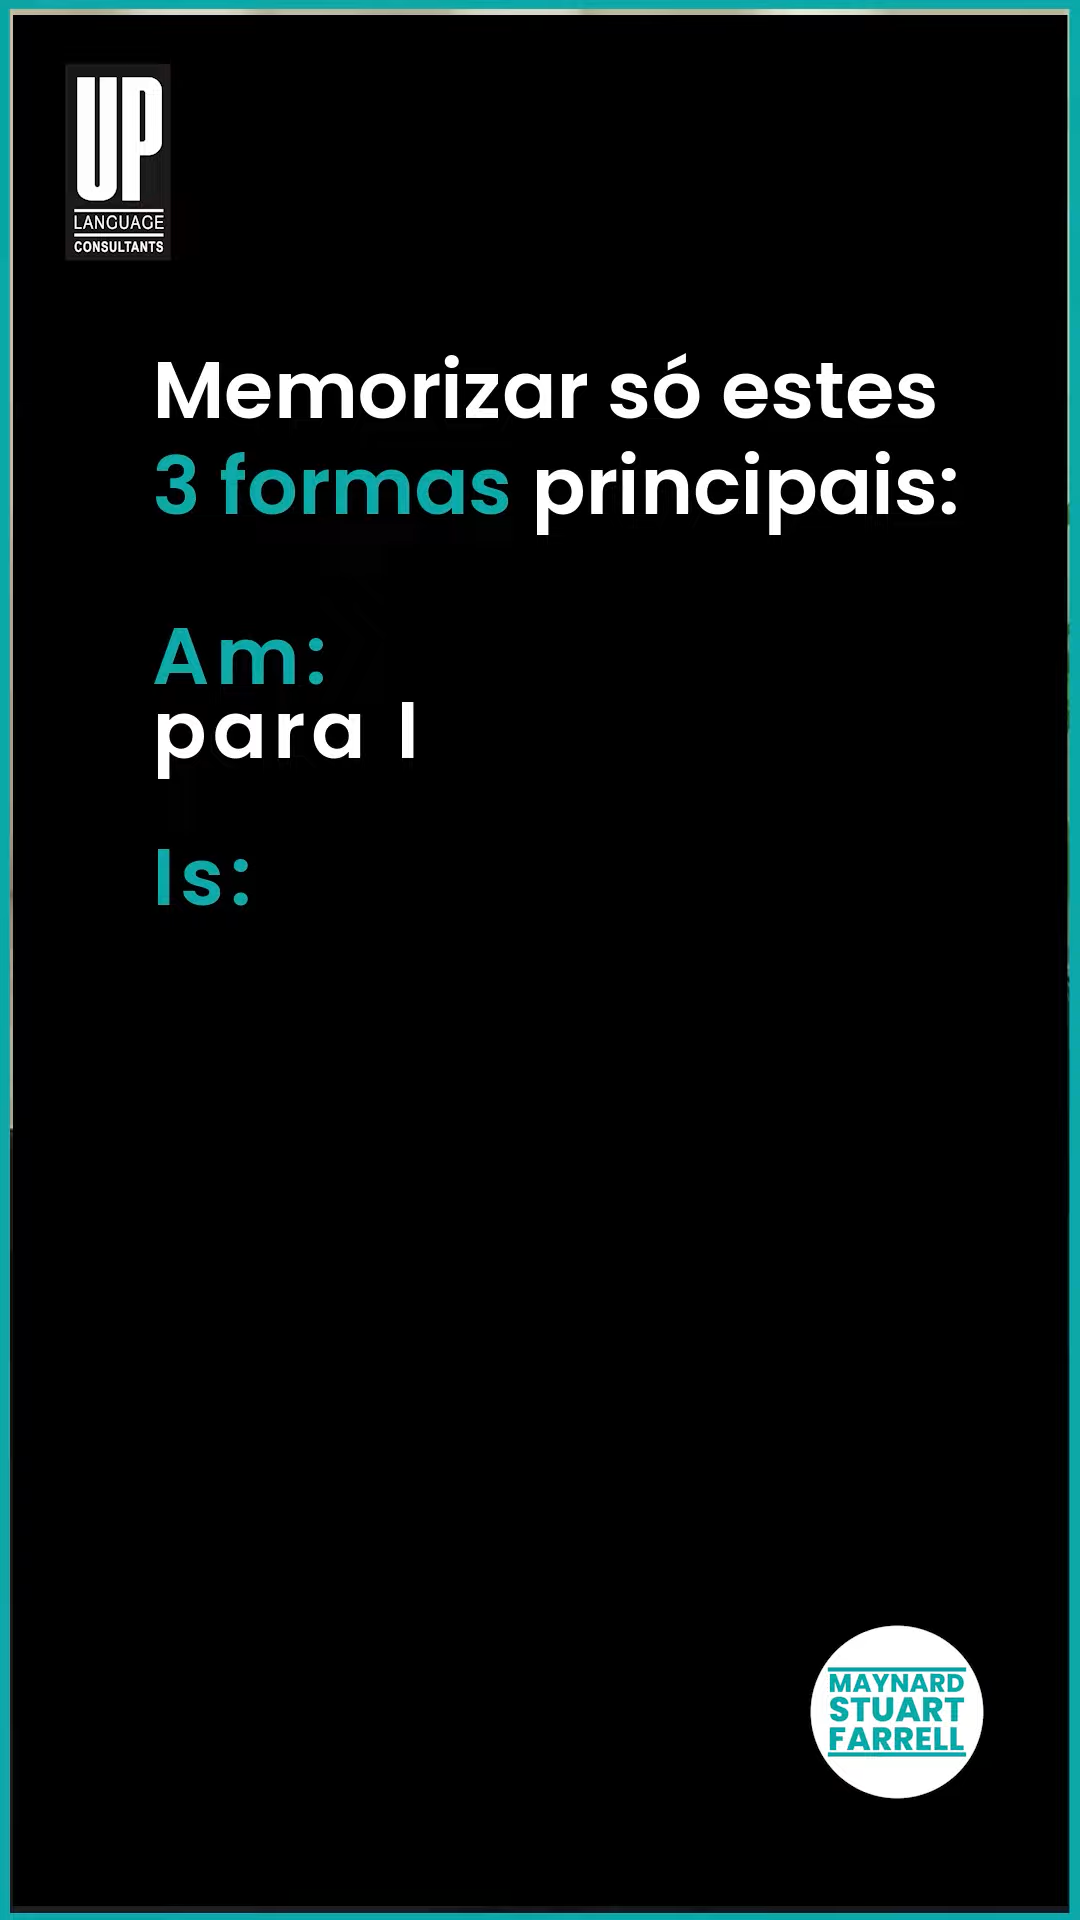 UP
LANGUAGE
CONSULTANTS
Memorizar só estes
3 formas principais:
Am:
para I
Is:
MAYNARD
STUART
FARRELL